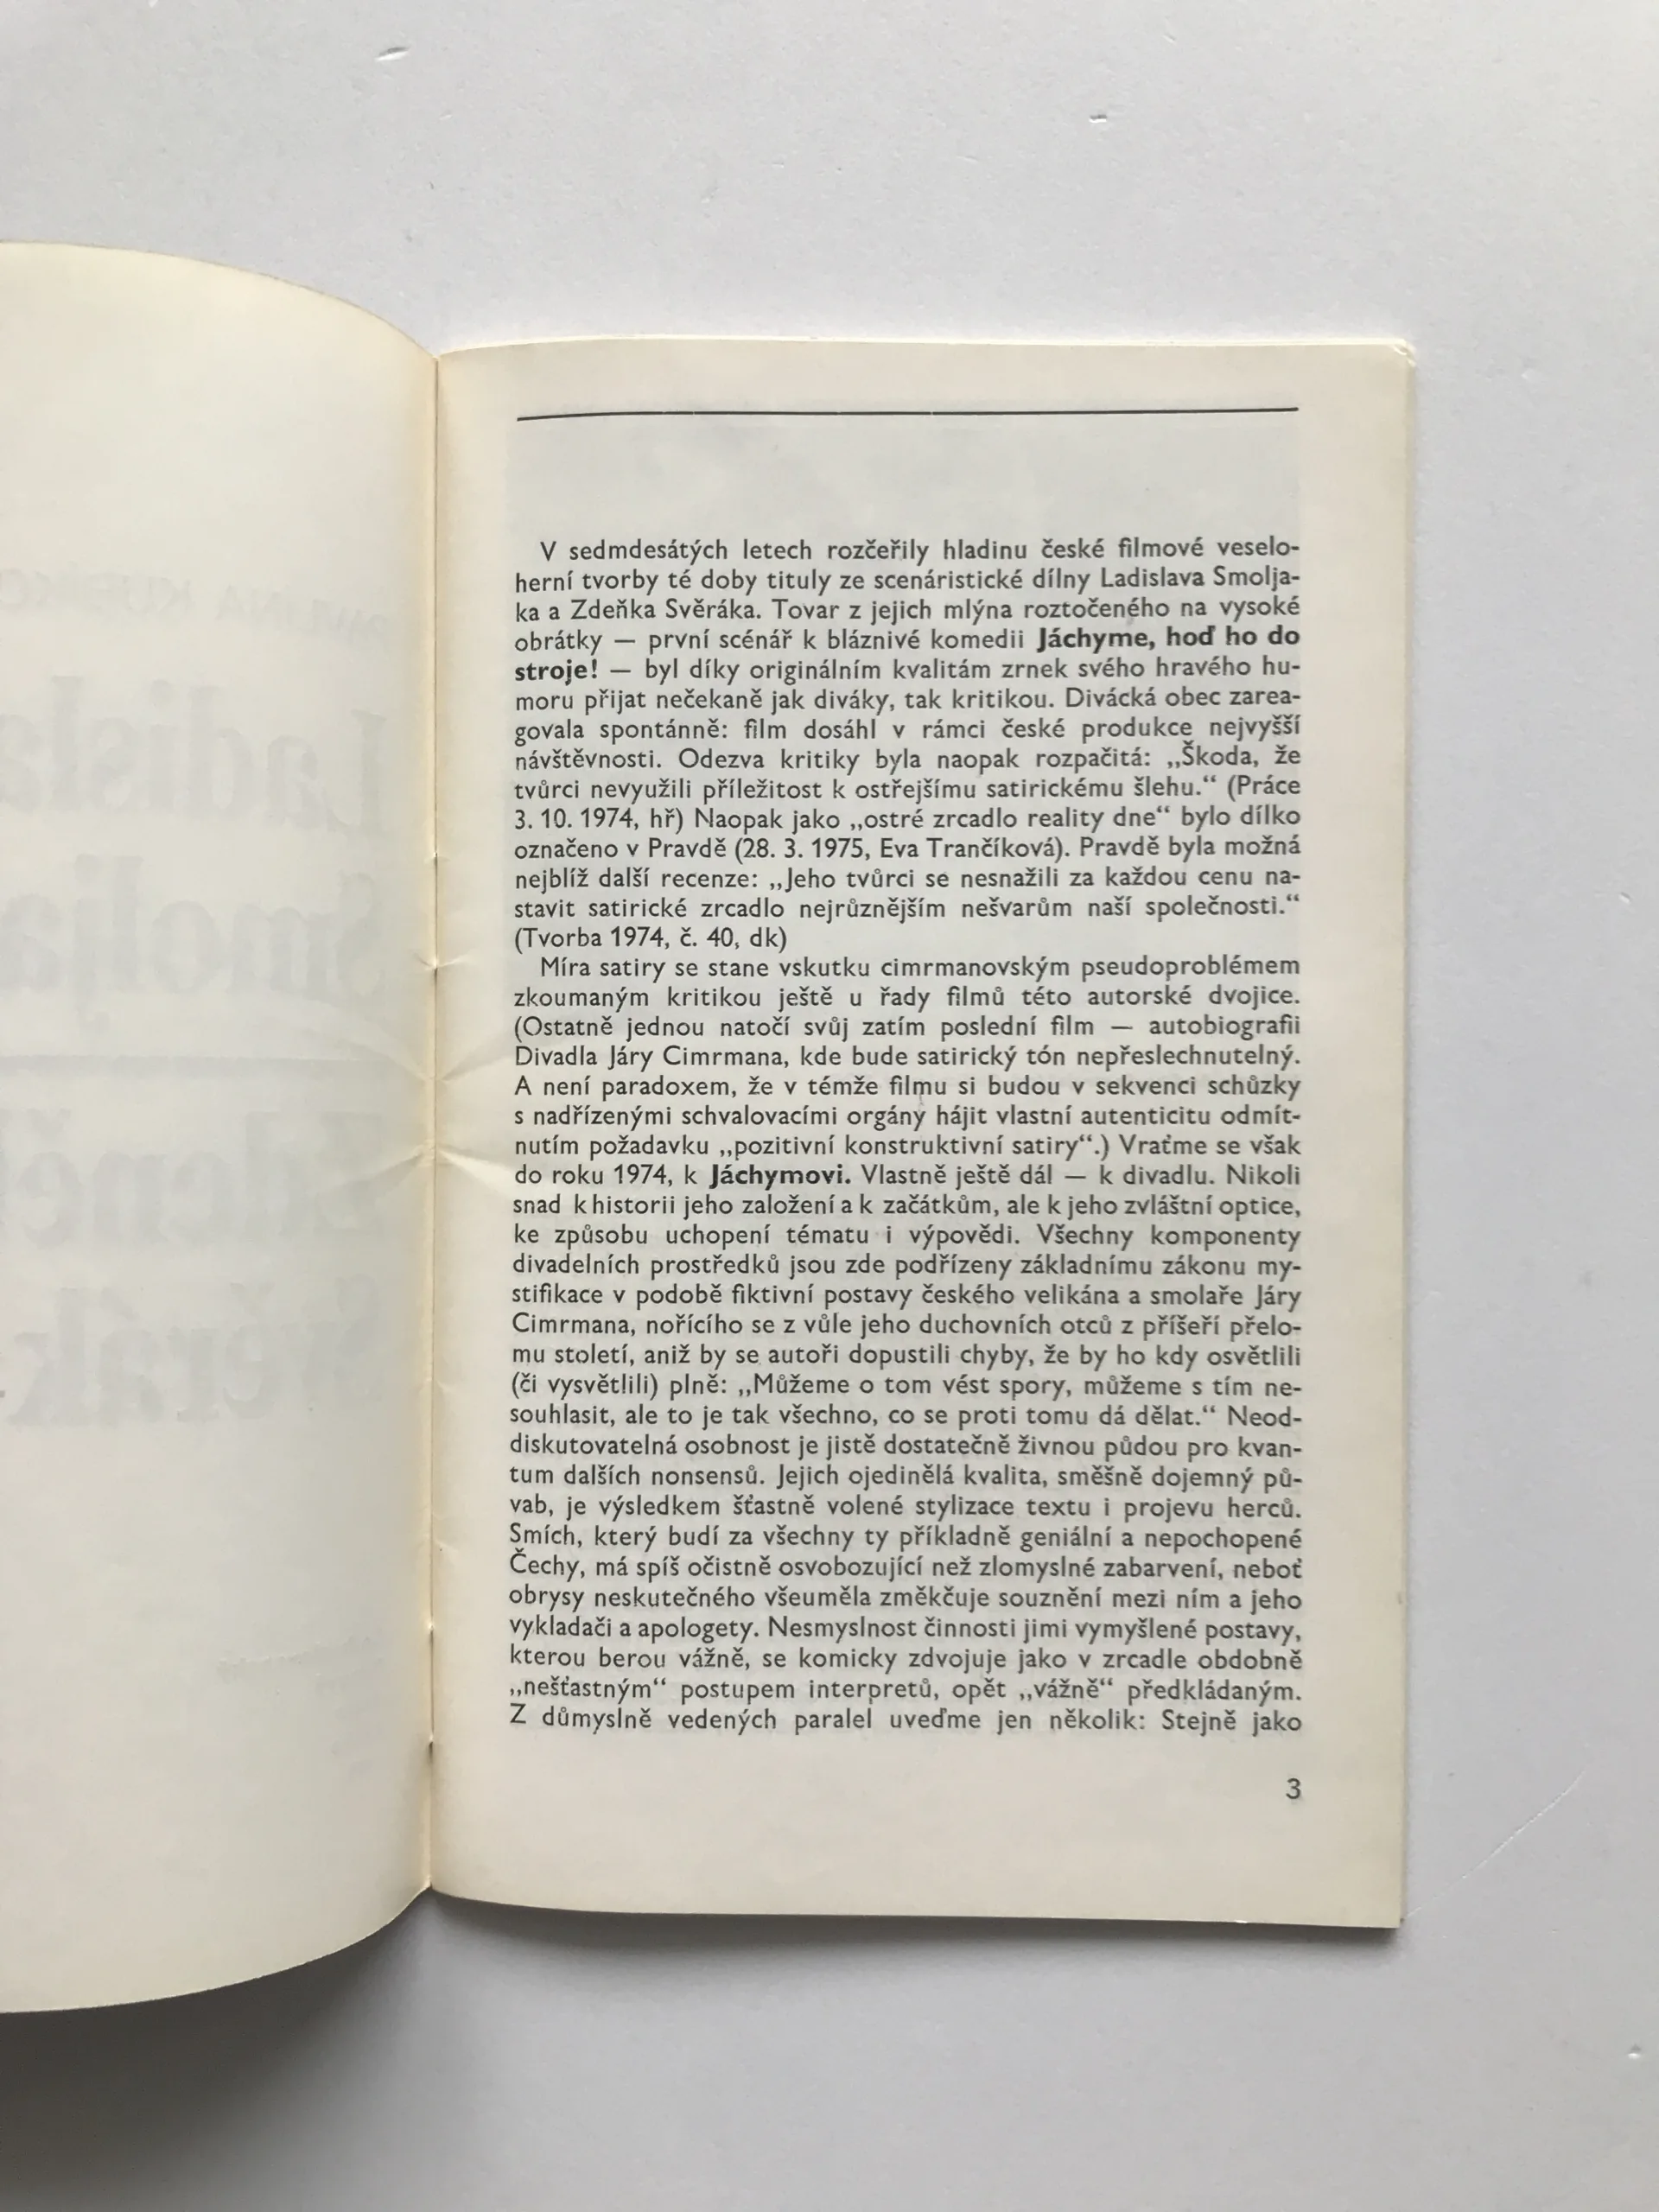 V sedmdesátých letech rozčeřily hladinu české filmové veselo-
herní tvorby té doby tituly ze scenáristické dílny Ladislava Smolja-
ka a Zdeňka Svěráka. Tovar z jejich mlýna roztočeného na vysoké
obrátky — první scénář k bláznivé komedii Jáchyme, hoď ho do
stroje! — byl díky originálním kvalitám zrnek svého hravého hu-
moru přijat nečekaně jak diváky, tak kritikou. Divácká obec zarea-
govala spontánně: film dosáhl v rámci české produkce nejvyšší
návštěvnosti. Odezva kritiky byla naopak rozpačitá: „Škoda, že
tvůrci nevyužili příležitost k ostřejšímu satirickému šlehu.“ (Práce
3. 10. 1974, hř) Naopak jako „ostré zrcadlo reality dne“ bylo dílko
označeno v Pravdě (28. 3. 1975, Eva Trančíková). Pravdě byla možná
nejblíž další recenze: „Jeho tvůrci se nesnažili za každou cenu na-
stavit satirické zrcadlo nejrůznějším nešvarům naší společnosti.“
(Tvorba 1974, č. 40, dk)
Míra satiry se stane vskutku cimrmanovským pseudoproblémem
zkoumaným kritikou ještě u řady filmů této autorské dvojice.
(Ostatně jednou natočí svůj zatím poslední film — autobiografii
Divadla Járy Cimrmana, kde bude satirický tón nepřeslechnutelný.
A není paradoxem, že v témže filmu si budou v sekvenci schůzky
s nadřízenými schvalovacími orgány hájit vlastní autenticitu odmít-
nutím požadavku „pozitivní konstruktivní satiry“.) Vraťme se však
do roku 1974, k Jáchymovi. Vlastně ještě dál — k divadlu. Nikoli
snad k historii jeho založení a k začátkům, ale k jeho zvláštní optice,
ke způsobu uchopení tématu i výpovědi. Všechny komponenty
divadelních prostředků jsou zde podřízeny základnímu zákonu my-
stifikace v podobě fiktivní postavy českého velikána a smolaře Járy
Cimrmana, nořícího se z vůle jeho duchovních otců z příšeří přelo-
mu století, aniž by se autoři dopustili chyby, že by ho kdy osvětlili
(či vysvětlili) plně: „Můžeme o tom vést spory, můžeme s tím ne-
souhlasit, ale to je tak všechno, co se proti tomu dá dělat.“ Neod-
diskutovatelná osobnost je jistě dostatečně živnou půdou pro kvan-
tum dalších nonsensů. Jejich ojedinělá kvalita, směšně dojemný pů-
vab, je výsledkem šťastně volené stylizace textu i projevu herců.
Smích, který budí za všechny ty příkladně geniální a nepochopené
Čechy, má spíš očistně osvobozující než zlomyslné zabarvení, neboť
obrysy neskutečného všeuměla změkčuje souznění mezi ním a jeho
vykladači a apologety. Nesmyslnost činnosti jimi vymyšlené postavy,
kterou berou vážně, se komicky zdvojuje jako v zrcadle obdobně
„nešťastným“ postupem interpretů, opět „vážně“ předkládaným.
Z důmyslně vedených paralel uveďme jen několik: Stejně jako
3